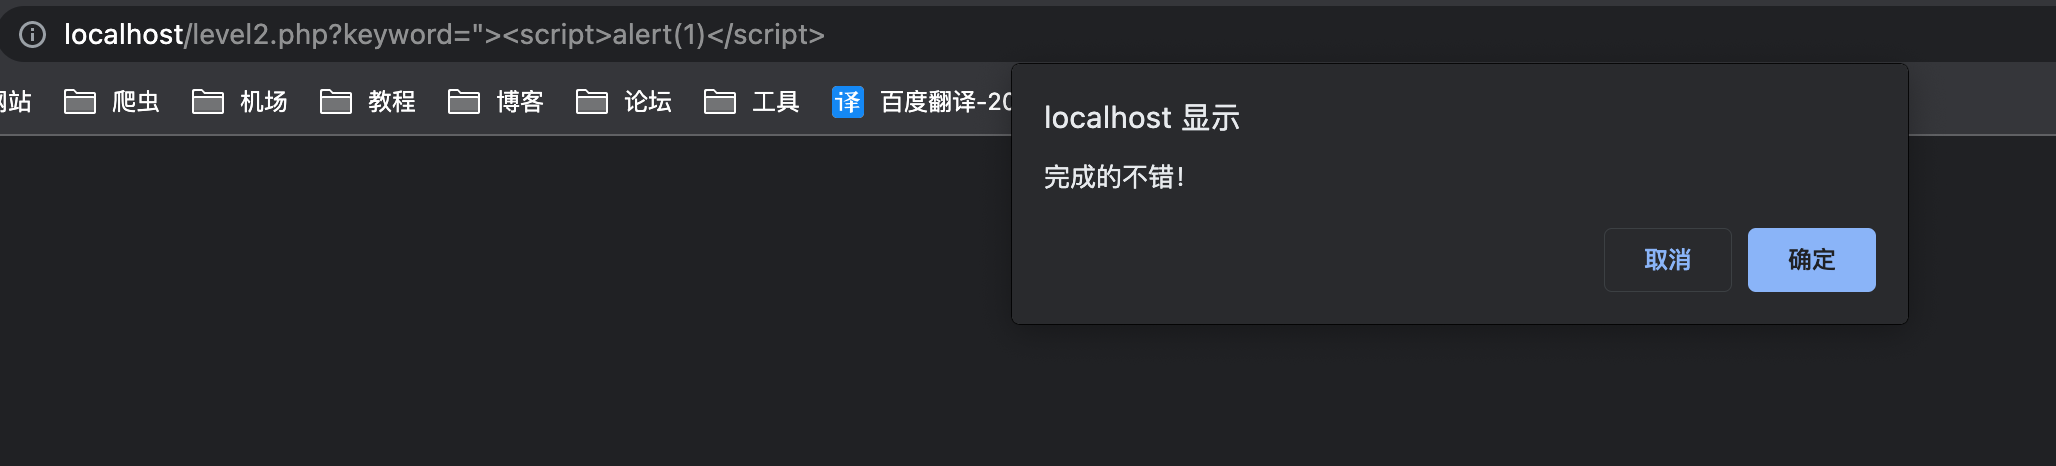 localhost/level2.php?keyword="><script>alert(1)</script>
站 爬虫 机场 教程 博客 论坛 工具 译 百度翻译-20
localhost 显示
完成的不错！
取消 确定